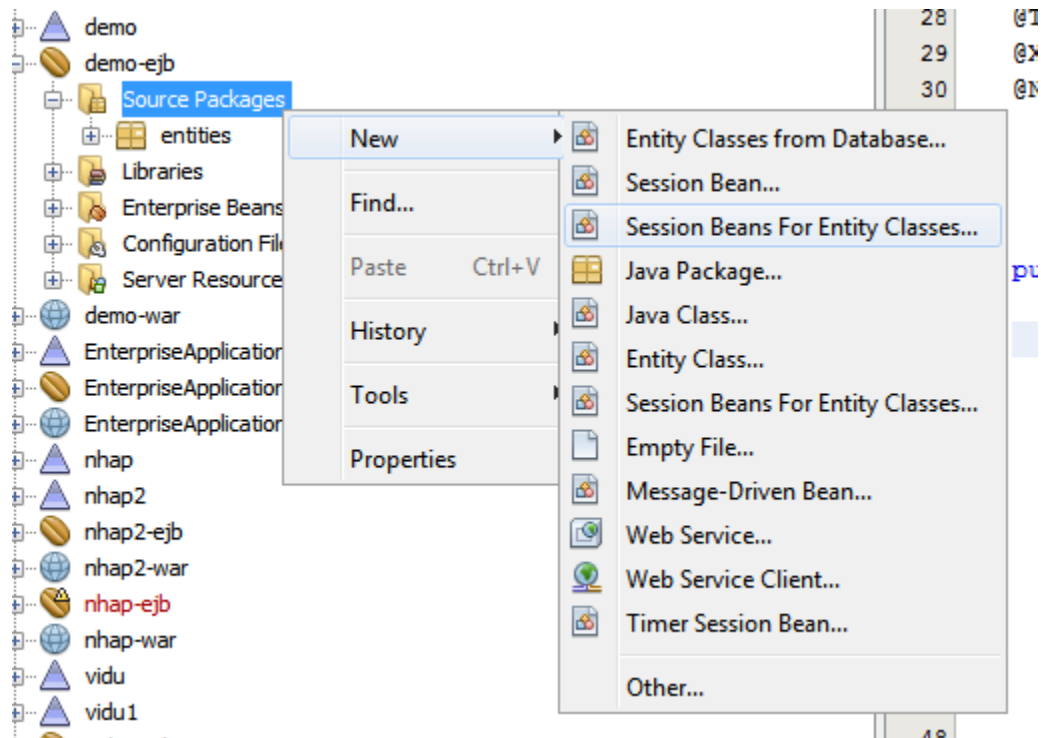 demo
demo-ejb
Source Packages
entities
Libraries
Enterprise Beans
Configuration File
Server Resource
demo-war
EnterpriseApplication
EnterpriseApplication
EnterpriseApplication
nhap
nhap2
nhap2-ejb
nhap2-war
nhap-ejb
nhap-war
vidu
vidu1
New
Find...
Paste Ctrl+V
History
Tools
Properties
Entity Classes from Database...
Session Bean...
Session Beans For Entity Classes...
Java Package...
Java Class...
Entity Class...
Session Beans For Entity Classes...
Empty File...
Message-Driven Bean...
Web Service...
Web Service Client...
Timer Session Bean...
Other...
28
29 @X
30 @N
pu
48